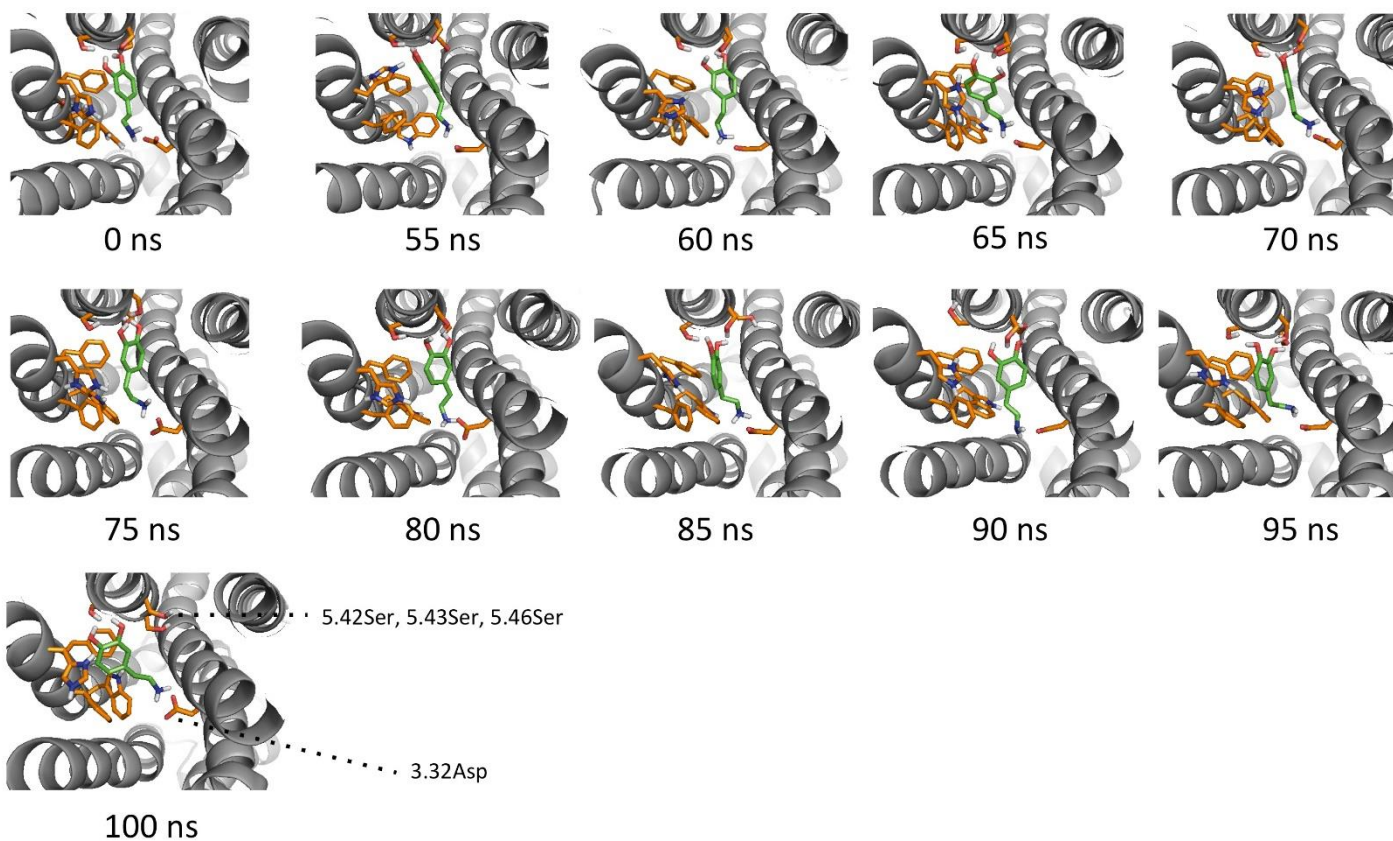 0 ns
55 ns
60 ns
65 ns
70 ns
75 ns
80 ns
85 ns
90 ns
95 ns
5.42Ser, 5.43Ser, 5.46Ser
3.32Asp
100 ns